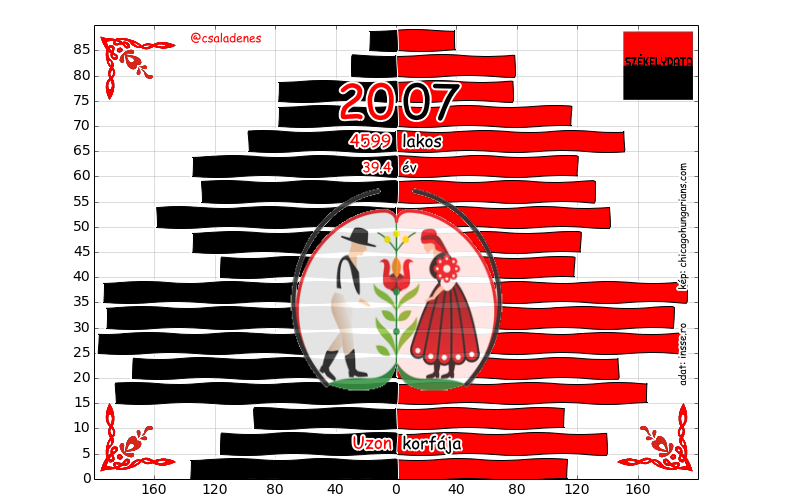 @csaladenes
SZÉKELYDATA
2007
4599 lakos
39.4 év
kép: chicagohungarians.com
adat: insse.ro
Uzon korfája
85
80
75
70
65
60
55
50
45
40
35
30
25
20
15
10
5
0
160 120 80 40 0 40 80 120 160